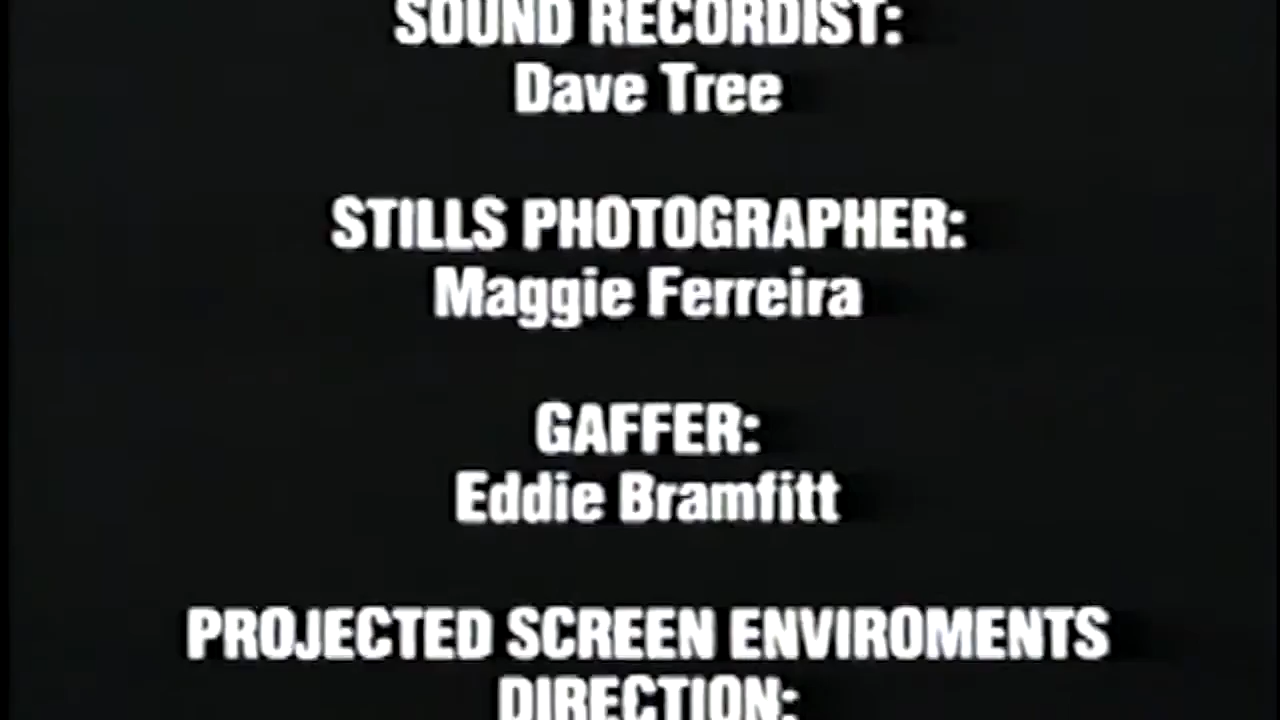 SOUND RECORDIST:
Dave Tree
STILLS PHOTOGRAPHER:
Maggie Ferreira
GAFFER:
Eddie Bramfitt
PROJECTED SCREEN ENVIROMENTS
DIRECTION: